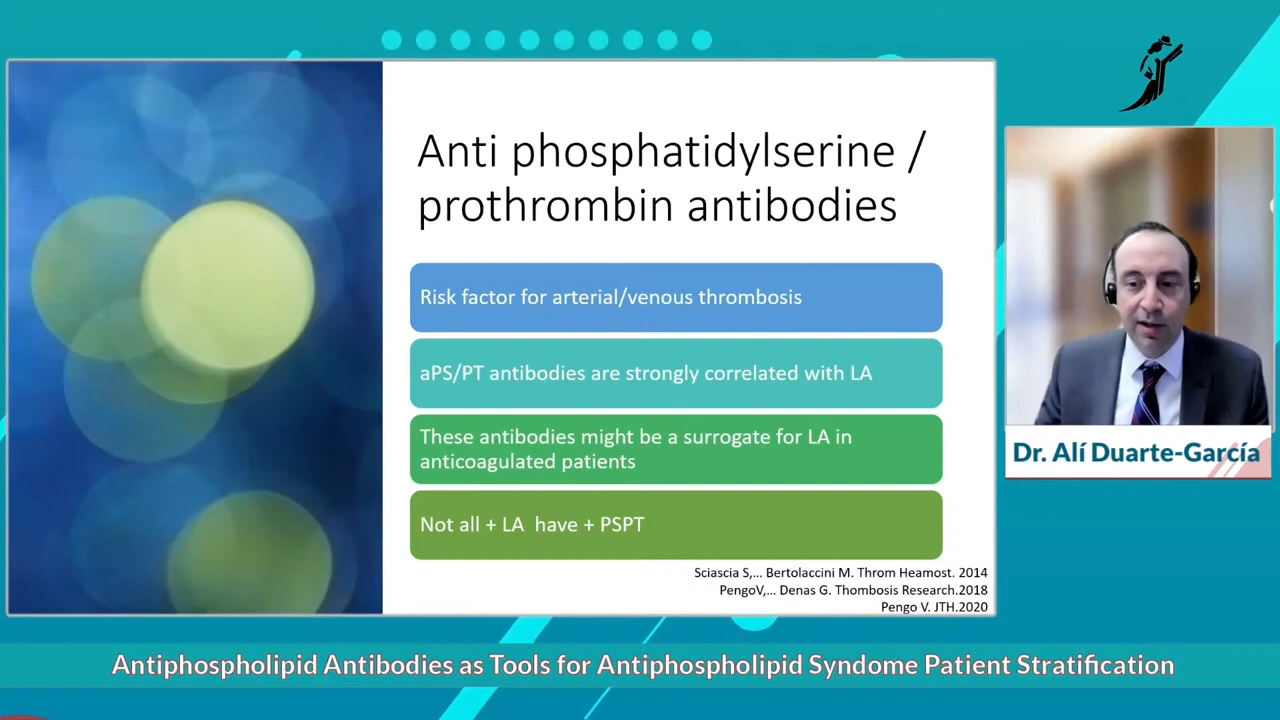 Anti phosphatidylserine /
prothrombin antibodies
Risk factor for arterial/venous thrombosis
aPS/PT antibodies are strongly correlated with LA
These antibodies might be a surrogate for LA in
anticoagulated patients
Not all + LA have + PSPT
Sciascia S,... Bertolaccini M. Throm Heamost. 2014
PengoV,... Denas G. Thombosis Research.2018
Pengo V. JTH.2020
Dr. Alí Duarte-García
Antiphospholipid Antibodies as Tools for Antiphospholipid Syndome Patient Stratification